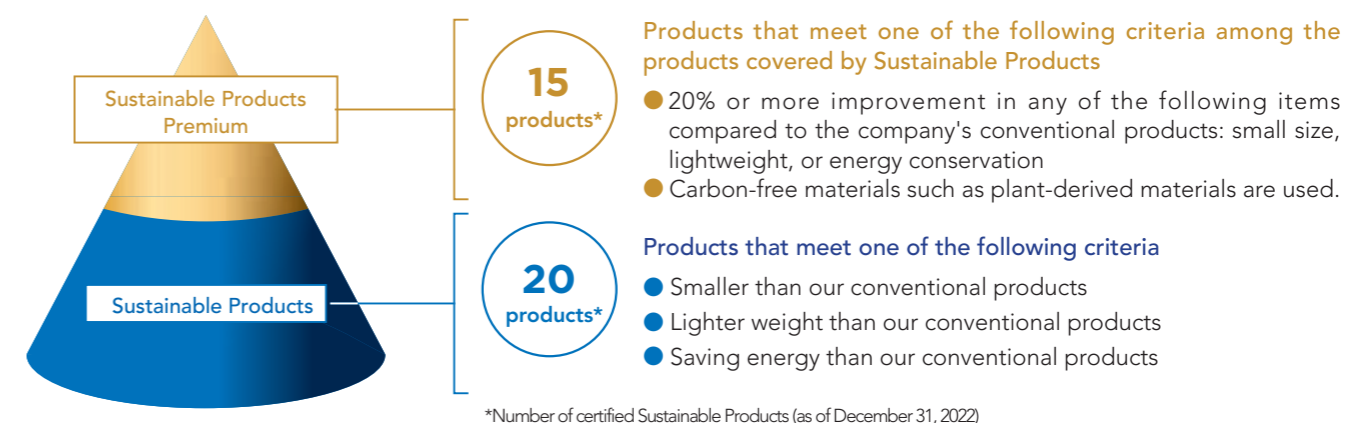 Sustainable Products
Premium
15
products*
Products that meet one of the following criteria among the
products covered by Sustainable Products
● 20% or more improvement in any of the following items
compared to the company's conventional products: small size,
lightweight, or energy conservation
● Carbon-free materials such as plant-derived materials are used.
Sustainable Products
20
products*
Products that meet one of the following criteria
● Smaller than our conventional products
● Lighter weight than our conventional products
● Saving energy than our conventional products
*Number of certified Sustainable Products (as of December 31, 2022)